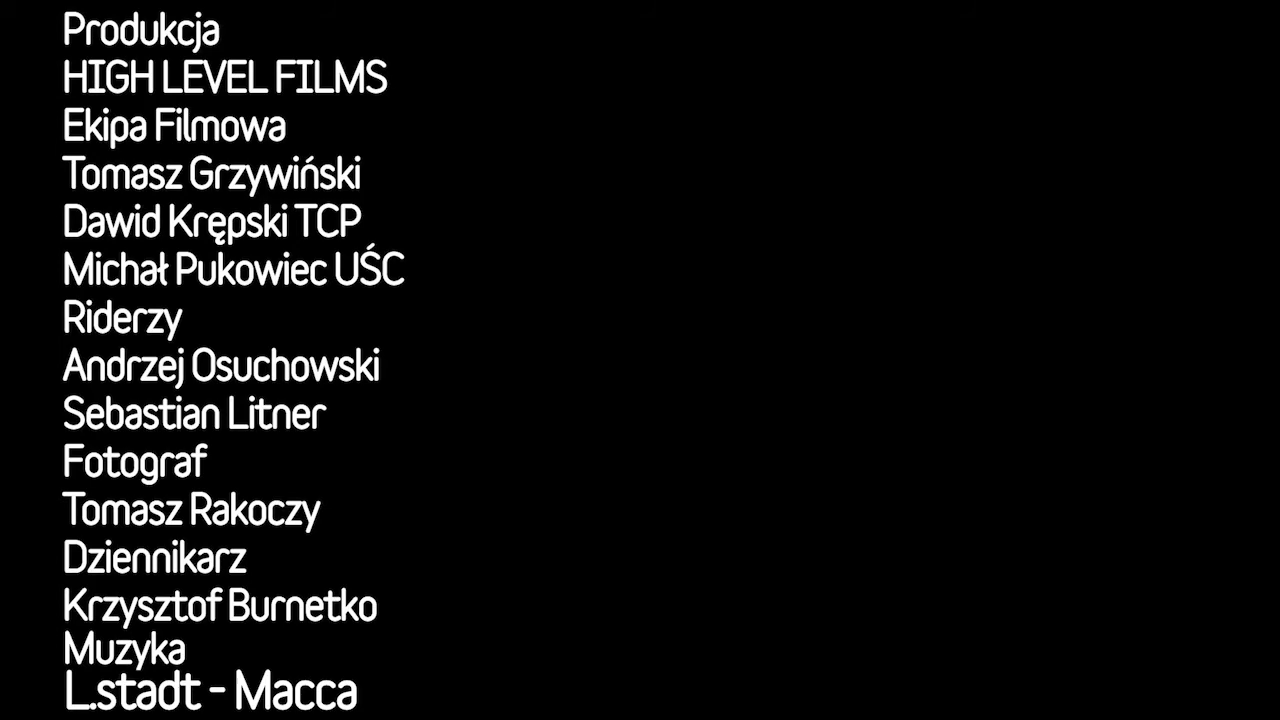 Produkcja
HIGH LEVEL FILMS
Ekipa Filmowa
Tomasz Grzywiński
Dawid Krępski TCP
Michał Pukowiec UŚC
Riderzy
Andrzej Osuchowski
Sebastian Litner
Fotograf
Tomasz Rakoczy
Dziennikarz
Krzysztof Burnetko
Muzyka
L.stadt - Macca